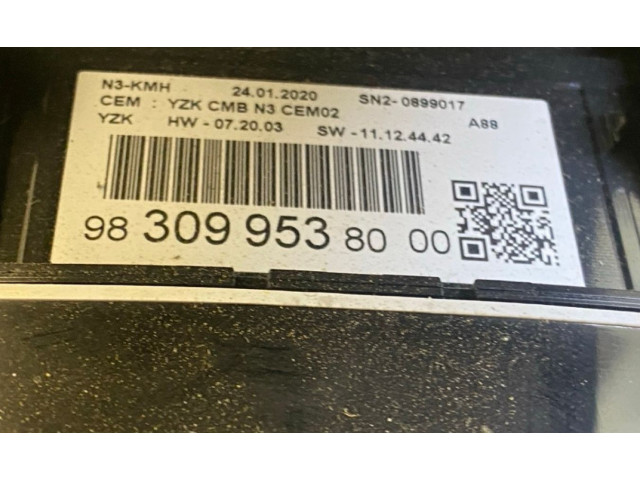 N3-KMH 24.01.2020 SN2- 0899017
CEM : YZK CMB N3 CEM02 A88
YZK HW - 07.20.03 SW -11.12.44.42
98 309 953 80 00